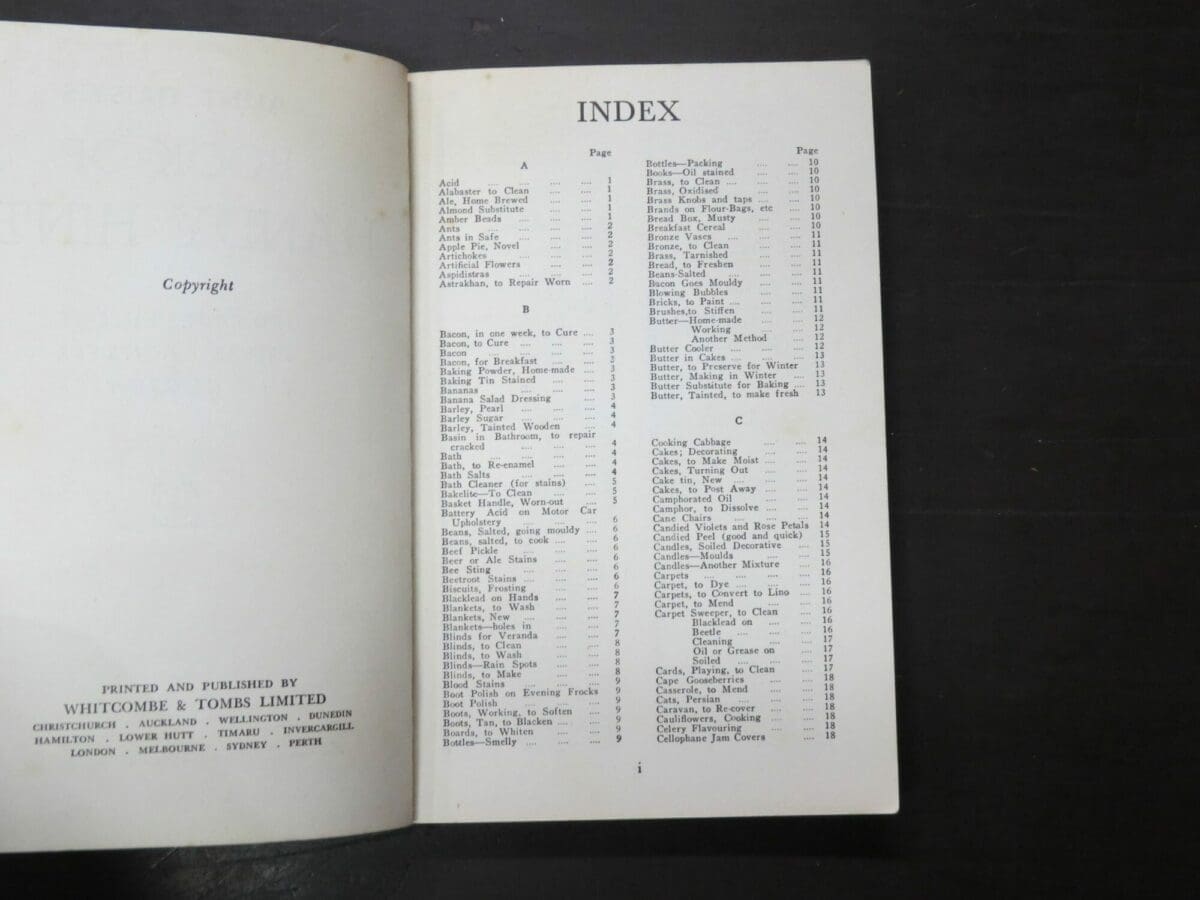 Copyright
PRINTED AND PUBLISHED BY
WHITCOMBE & TOMBS LIMITED
CHRISTCHURCH . AUCKLAND . WELLINGTON . DUNEDIN
HAMILTON . LOWER HUTT . TIMARU . INVERCARGILL
LONDON . MELBOURNE . SYDNEY . PERTH
INDEX
Page
A
Acid .... .... .... .... 1
Alabaster to Clean .... .... 1
Ale, Home Brewed .... .... 1
Almond Substitute .... .... 1
Amber Beads .... .... .... 1
Ants .... .... .... .... 2
Ants in Safe .... .... .... 2
Apple Pie, Novel .... .... 2
Artichokes .... .... .... 2
Artificial Flowers .... .... 2
Aspidistras .... .... .... 2
Astrakhan, to Repair Worn .... 2
B
Bacon, in one week, to Cure .... 3
Bacon, to Cure .... .... .... 3
Bacon .... .... .... .... 3
Bacon, for Breakfast .... .... 3
Baking Powder, Home-made .... 3
Baking Tin Stained .... .... 3
Bananas .... .... .... 3
Banana Salad Dressing .... 3
Barley, Pearl .... .... .... 4
Barley Sugar .... .... .... 4
Barley, Tainted Wooden .... 4
Basin in Bathroom, to repair
cracked .... .... .... 4
Bath .... .... .... .... 4
Bath, to Re-enamel .... .... 4
Bath Salts .... .... .... 4
Bath Cleaner (for stains) .... 5
Bakelite—To Clean .... .... 5
Basket Handle, Worn-out .... 5
Battery Acid on Motor Car
Upholstery .... .... .... 6
Beans, Salted, going mouldy .... 6
Beans, salted, to cook .... .... 6
Beef Pickle .... .... .... 6
Beer or Ale Stains .... .... 6
Bee Sting .... .... .... 6
Beetroot Stains .... .... .... 6
Biscuits, Frosting .... .... 6
Blacklead on Hands .... .... 7
Blankets, to Wash .... .... 7
Blankets, New .... .... .... 7
Blankets—holes in .... .... 7
Blinds for Veranda .... .... 7
Blinds, to Clean .... .... 8
Blinds, to Wash .... .... 8
Blinds—Rain Spots .... .... 8
Blinds, to Make .... .... 8
Blood Stains .... .... .... 9
Boot Polish on Evening Frocks 9
Boot Polish .... .... .... 9
Boots, Working, to Soften .... 9
Boots, Tan, to Blacken .... .... 9
Boards, to Whiten .... .... 9
Bottles—Smelly .... .... .... 9
Page
Bottles—Packing .... .... 10
Books—Oil stained .... .... 10
Brass, to Clean .... .... .... 10
Brass, Oxidised .... .... 10
Brass Knobs and taps .... .... 10
Brands on Flour-Bags, etc .... 10
Bread Box, Musty .... .... 10
Breakfast Cereal .... .... 10
Bronze Vases .... .... .... 11
Bronze, to Clean .... .... 11
Brass, Tarnished .... .... 11
Bread, to Freshen .... .... 11
Beans-Salted .... .... .... 11
Bacon Goes Mouldy .... .... 11
Blowing Bubbles .... .... 11
Bricks, to Paint .... .... .... 11
Brushes,to Stiffen .... .... 11
Butter—Home-made .... .... 12
Working .... .... 12
Another Method .... 12
Butter Cooler .... .... .... 12
Butter in Cakes .... .... .... 13
Butter, to Preserve for Winter 13
Butter, Making in Winter .... 13
Butter Substitute for Baking .... 13
Butter, Tainted, to make fresh 13
C
Cooking Cabbage .... .... 14
Cakes; Decorating .... .... 14
Cakes, to Make Moist .... .... 14
Cakes, Turning Out .... .... 14
Cake tin, New .... .... .... 14
Cakes, to Post Away .... .... 14
Camphorated Oil .... .... 14
Camphor, to Dissolve .... .... 14
Cane Chairs .... .... .... 14
Candied Violets and Rose Petals 14
Candied Peel (good and quick) 15
Candles, Soiled Decorative .... 15
Candles—Moulds .... .... 15
Candles—Another Mixture .... 16
Carpets .... .... .... .... 16
Carpet, to Dye .... .... .... 16
Carpets, to Convert to Lino .... 16
Carpet, to Mend .... .... 16
Carpet Sweeper, to Clean .... 16
Blacklead on .... .... 16
Beetle .... .... .... 16
Cleaning .... .... 17
Oil or Grease on .... 17
Soiled .... .... .... 17
Cards, Playing, to Clean .... 17
Cape Gooseberries .... .... 18
Casserole, to Mend .... .... 18
Cats, Persian .... .... .... 18
Caravan, to Re-cover .... .... 18
Cauliflowers, Cooking .... .... 18
Celery Flavouring .... .... 18
Cellophane Jam Covers .... 18
i